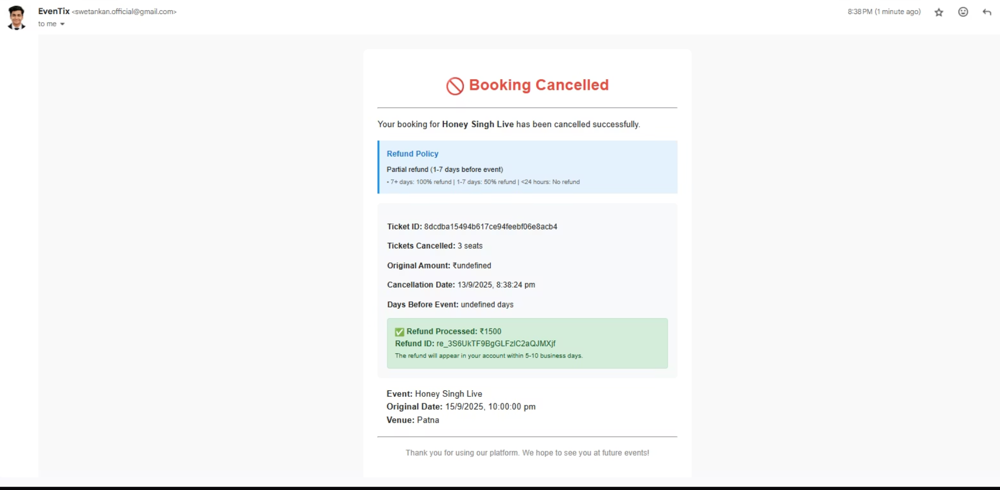 EvenTix <swetankan.official@gmail.com>
8:38 PM (1 minute ago)
to me
Booking Cancelled
Your booking for Honey Singh Live has been cancelled successfully.
Refund Policy
Partial refund (1-7 days before event)
• 7+ days: 100% refund | 1-7 days: 50% refund | <24 hours: No refund
Ticket ID: 8dcdba15494b617ce94feebf06e8acb4
Tickets Cancelled: 3 seats
Original Amount: ₹undefined
Cancellation Date: 13/9/2025, 8:38:24 pm
Days Before Event: undefined days
✅ Refund Processed: ₹1500
Refund ID: re_3S6UkTF9BgGLFzlC2aQJMXjf
The refund will appear in your account within 5-10 business days.
Event: Honey Singh Live
Original Date: 15/9/2025, 10:00:00 pm
Venue: Patna
Thank you for using our platform. We hope to see you at future events!